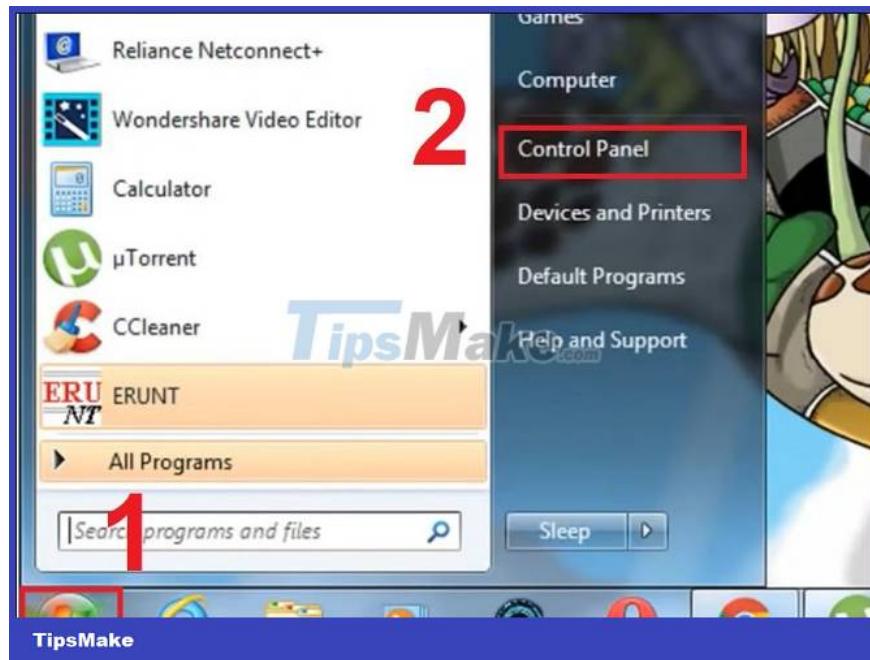 Reliance Netconnect+
Wondershare Video Editor
Calculator
µTorrent
CCleaner
ERU
NT
ERUNT
All Programs
Search programs and files
1
2
Games
Computer
Control Panel
Devices and Printers
Default Programs
Help and Support
Sleep
TipsMake.com
TipsMake